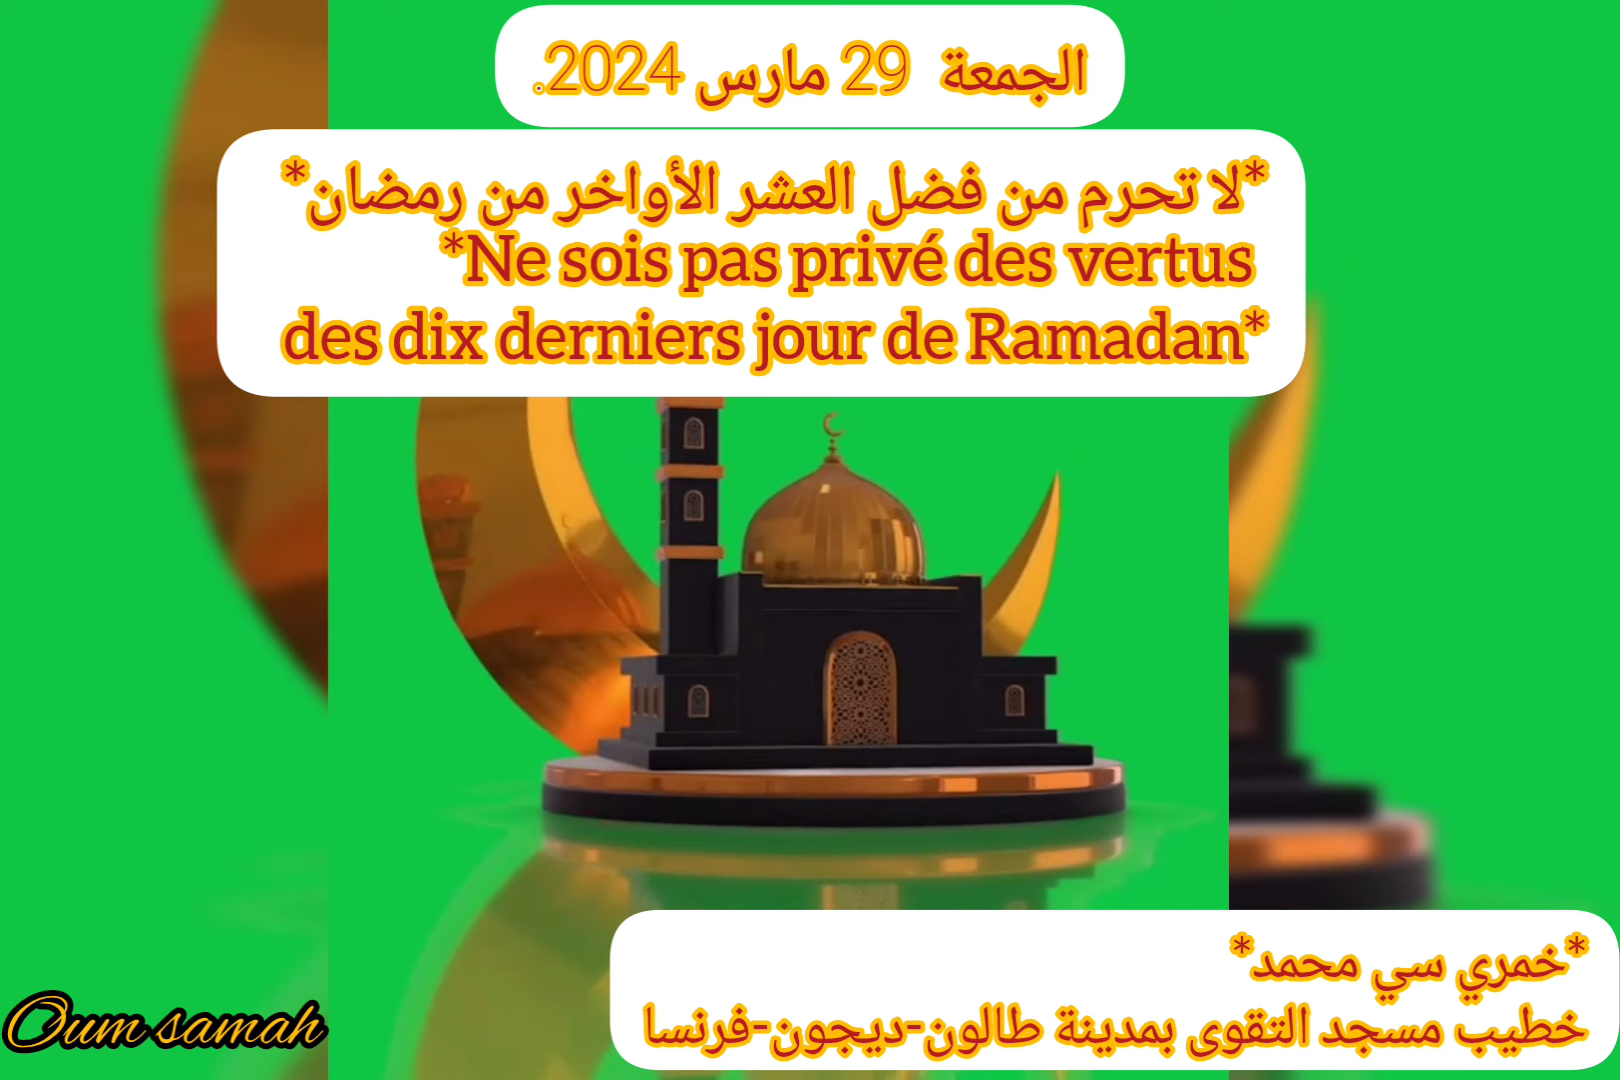 الجمعة 29 مارس 2024.
*لا تحرم من فضل العشر الأواخر من رمضان*
*Ne sois pas privé des vertus
des dix derniers jour de Ramadan*
*خمري سي محمد*
خطيب مسجد التقوى بمدينة طالون-ديجون-فرنسا
Oum samah